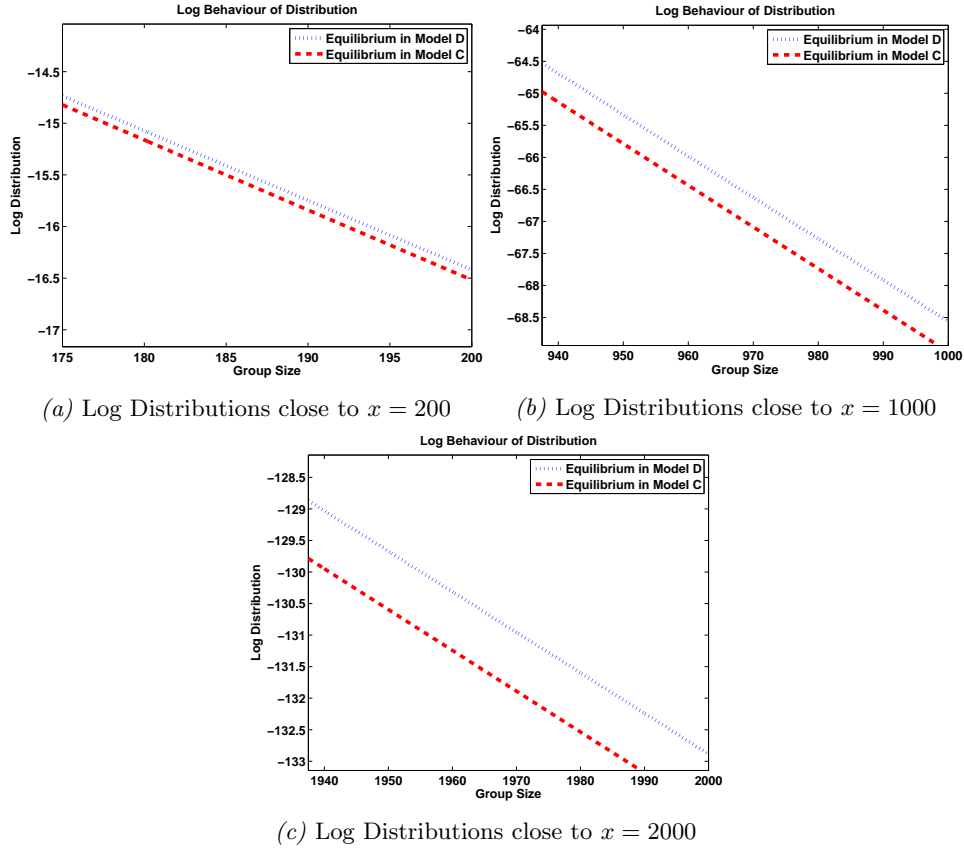 Log Behaviour of Distribution
Equilibrium in Model D
Equilibrium in Model C
−14.5
−15
−15.5
−16
−16.5
−17
Log Distribution
175 180 185 190 195 200
Group Size
(a) Log Distributions close to x = 200
Log Behaviour of Distribution
Equilibrium in Model D
Equilibrium in Model C
−64
−64.5
−65
−65.5
−66
−66.5
−67
−67.5
−68
−68.5
Log Distribution
940 950 960 970 980 990 1000
Group Size
(b) Log Distributions close to x = 1000
Log Behaviour of Distribution
Equilibrium in Model D
Equilibrium in Model C
−128.5
−129
−129.5
−130
−130.5
−131
−131.5
−132
−132.5
−133
Log Distribution
1940 1950 1960 1970 1980 1990 2000
Group Size
(c) Log Distributions close to x = 2000